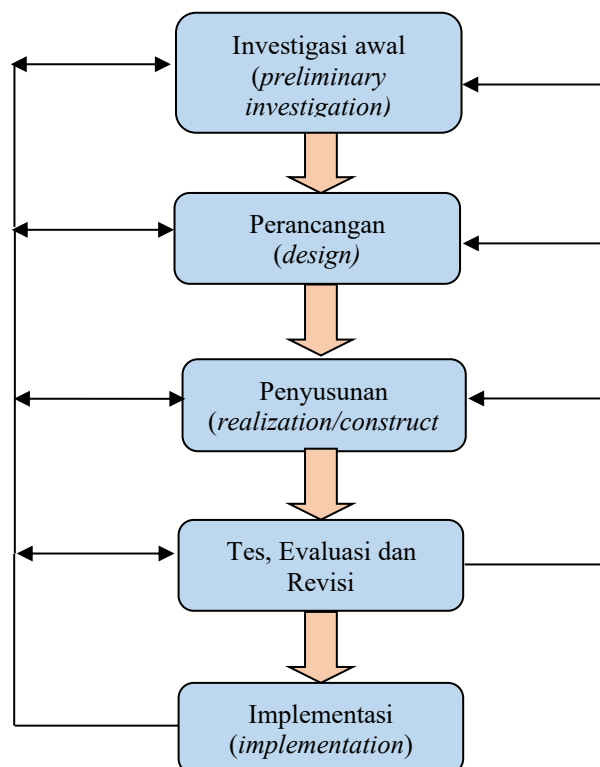 Investigasi awal
(preliminary
investigation)
Perancangan
(design)
Penyusunan
(realization/construct
Tes, Evaluasi dan
Revisi
Implementasi
(implementation)